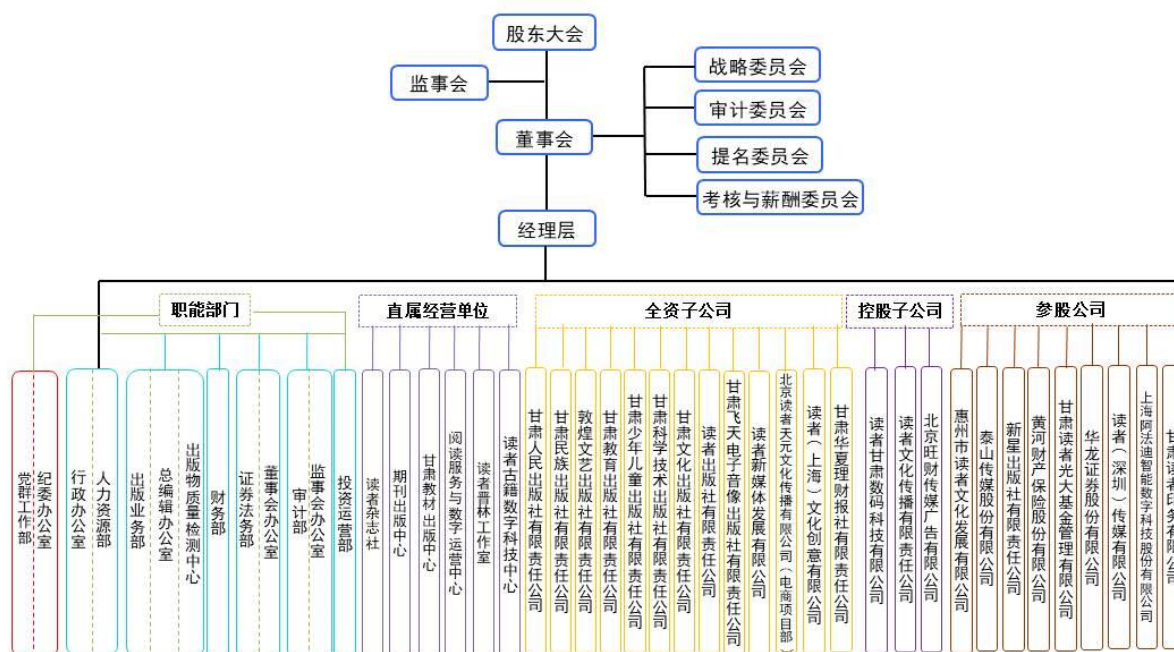 股东大会
监事会
董事会
战略委员会
审计委员会
提名委员会
考核与薪酬委员会
经理层
职能部门
直属经营单位
全资子公司
控股子公司
参股公司
党群工作部
纪委办公室
行政办公室
人力资源部
出版业务部
总编辑办公室
出版物质量检测中心
财务部
证券法务部
董事会办公室
审计部
监事会办公室
投资运营部
读者杂志社
期刊出版中心
甘肃教材出版中心
阅读服务与数字运营中心
读者晋林工作室
读者古籍数字科技中心
甘肃人民出版社有限责任公司
甘肃民族出版社有限责任公司
敦煌文艺出版社有限责任公司
甘肃教育出版社有限责任公司
甘肃少年儿童出版社有限责任公司
甘肃科学技术出版社有限责任公司
甘肃文化出版社有限责任公司
读者出版社有限责任公司
甘肃飞天电子音像出版社有限责任公司
读者新媒体发展有限公司
北京读者天元文化传播有限公司（电商项目部）
读者（上海）文化创意有限公司
甘肃华夏理财报社有限责任公司
读者甘肃数码科技有限公司
读者文化传播有限责任公司
北京旺财传媒广告有限公司
惠州市读者文化发展有限公司
泰山传媒股份有限公司
新星出版社有限责任公司
黄河财产保险股份有限公司
甘肃读者光大基金管理有限公司
华龙证券股份有限公司
读者（深圳）传媒有限公司
上海阿法迪智能数字科技股份有限公司